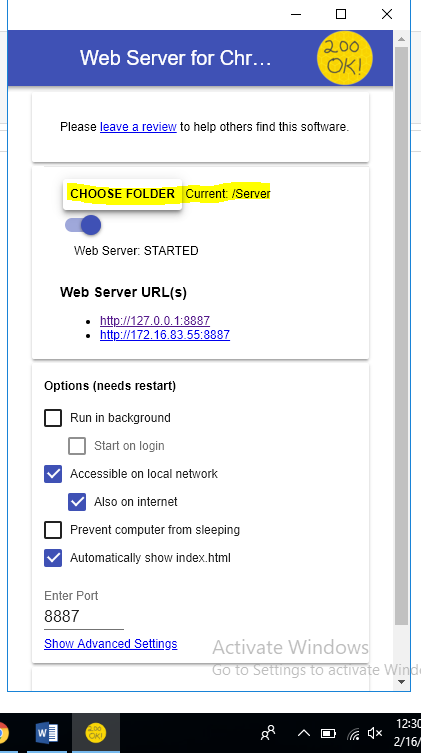 Web Server for Chr...
200
OK!
Please leave a review to help others find this software.
CHOOSE FOLDER Current: /Server
Web Server: STARTED
Web Server URL(s)
http://127.0.0.1:8887
http://172.16.83.55:8887
Options (needs restart)
Run in background
Start on login
Accessible on local network
Also on internet
Prevent computer from sleeping
Automatically show index.html
Enter Port
8887
Show Advanced Settings
Activate Windows
Go to Settings to activate Wind
200
OK!
12:30
2/16/